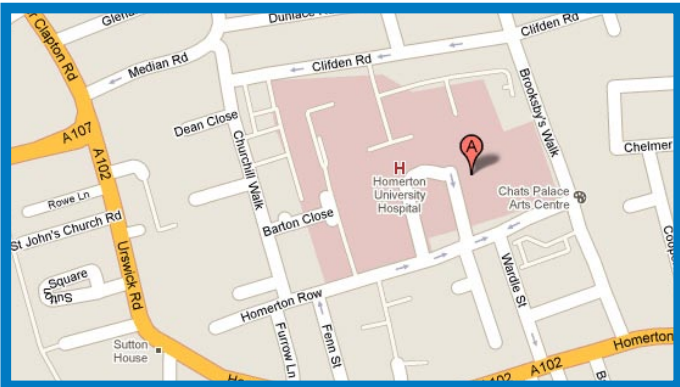 Dunlace Rd
Clifden Rd
Clapton Rd
Median Rd
Clifden Rd
Brooksby's Walk
Dean Close
Churchill Walk
A107
A102
Chelmer
A
H
Homerton
University
Hospital
Rowe Ln
Chats Palace
Arts Centre
St John's Church Rd
Barton Close
Urswick Rd
Sutton
Square
Wardle St
Homerton Row
Furrow Ln
Fenn St
Sutton
House
Homerton
A102
A102